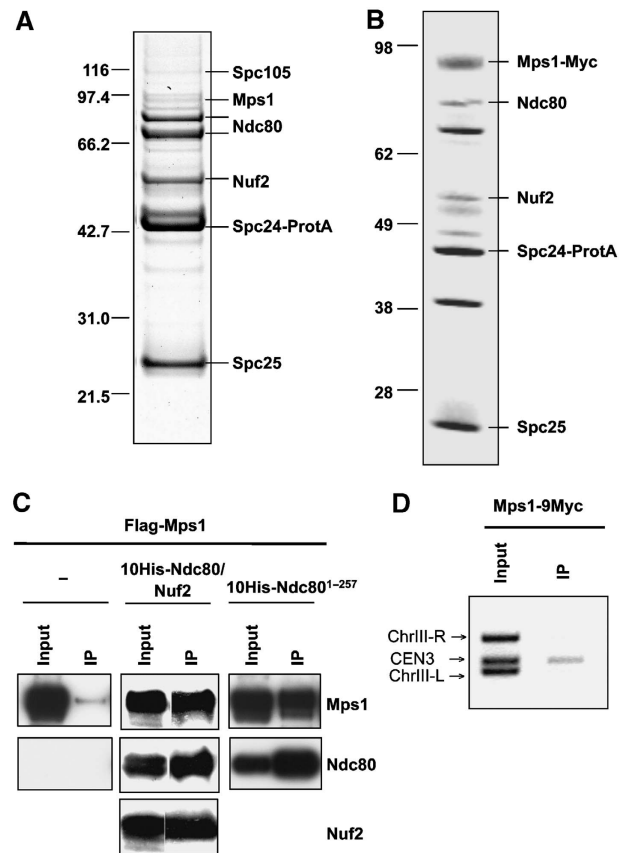 A
116
97.4
66.2
42.7
31.0
21.5
Spc105
Mps1
Ndc80
Nuf2
Spc24-ProtA
Spc25
B
98
62
49
38
28
Mps1-Myc
Ndc80
Nuf2
Spc24-ProtA
Spc25
C
Flag-Mps1
–
10His-Ndc80/
Nuf2
10His-Ndc80¹⁻²⁵⁷
Input
IP
Input
IP
Input
IP
Mps1
Ndc80
Nuf2
D
Mps1-9Myc
Input
IP
ChrIII-R
CEN3
ChrIII-L